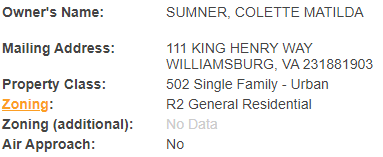 Owner's Name: SUMNER, COLETTE MATILDA
Mailing Address: 111 KING HENRY WAY
WILLIAMSBURG, VA 231881903
Property Class: 502 Single Family - Urban
Zoning: R2 General Residential
Zoning (additional): No Data
Air Approach: No